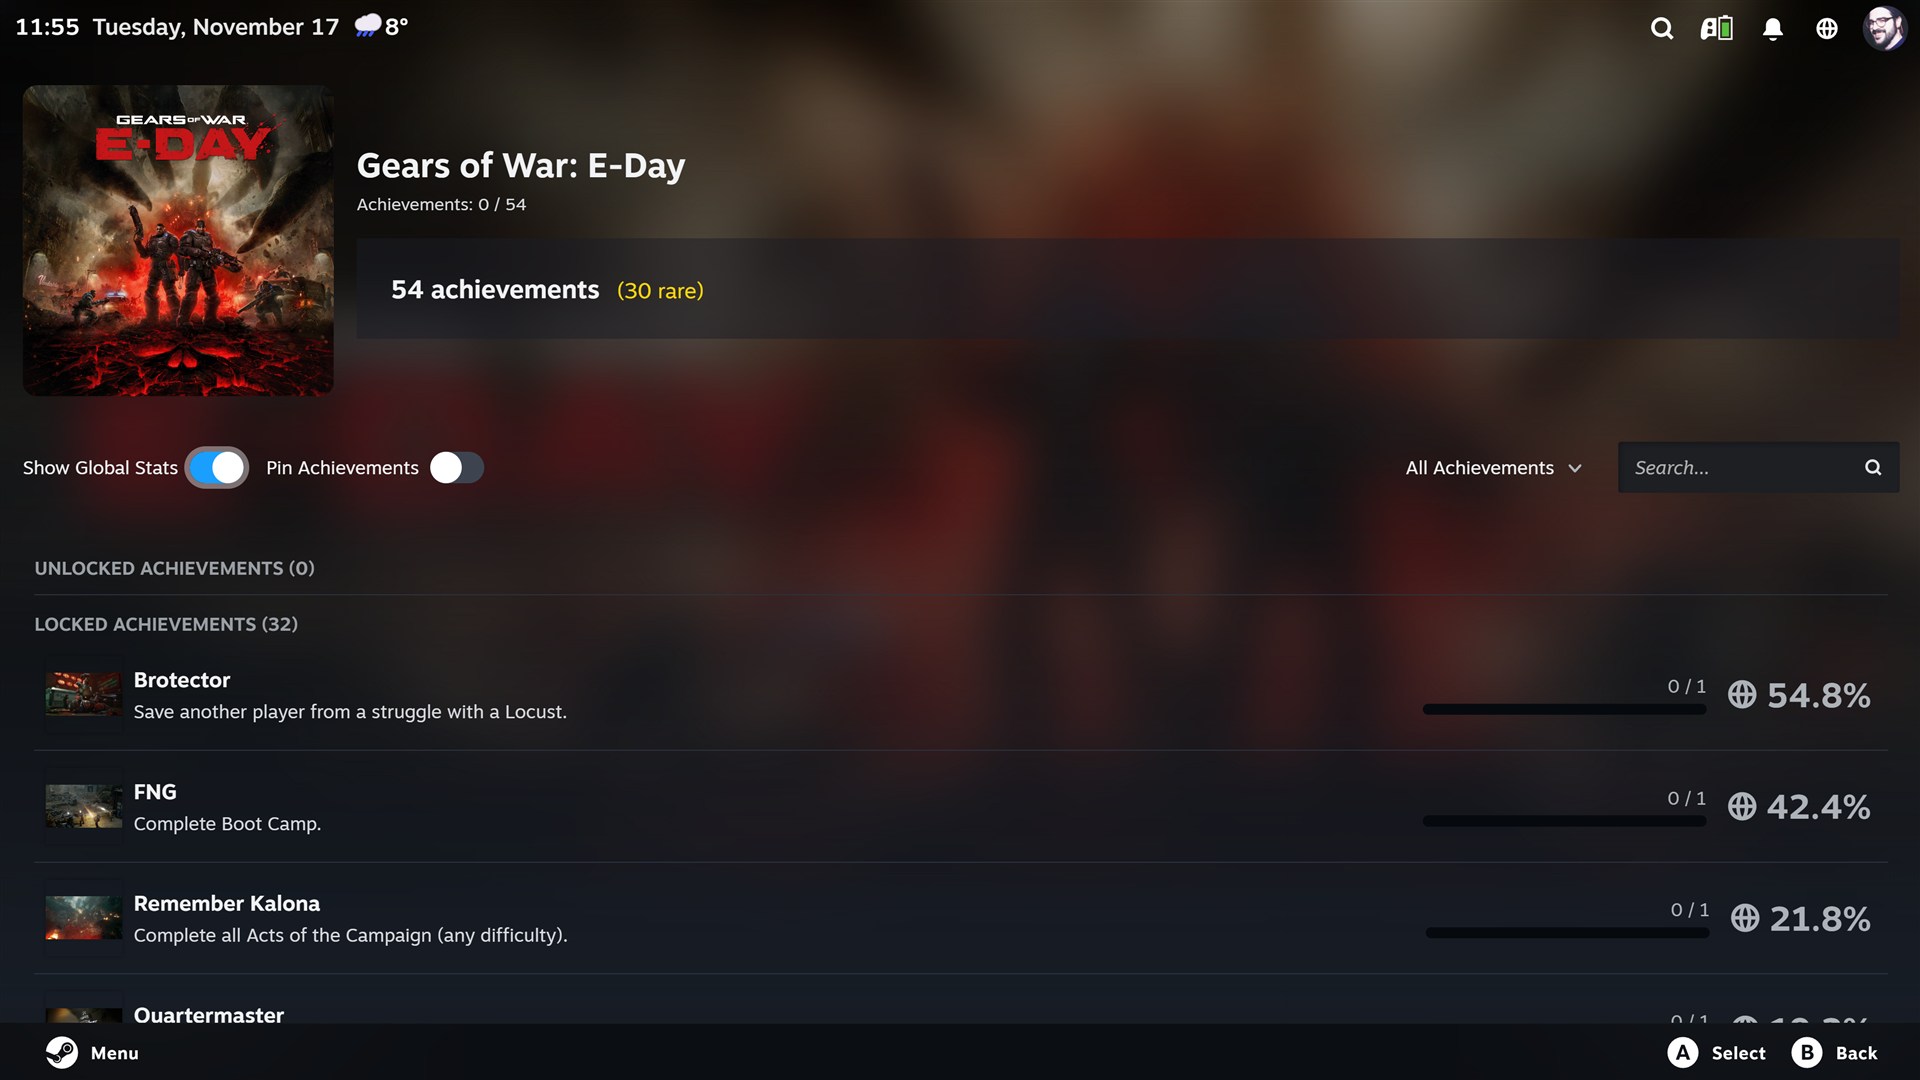 11:55 Tuesday, November 17 8°
GEARS OF WAR
E-DAY
Gears of War: E-Day
Achievements: 0 / 54
54 achievements (30 rare)
Show Global Stats Pin Achievements All Achievements Search...
UNLOCKED ACHIEVEMENTS (0)
LOCKED ACHIEVEMENTS (32)
Brotector
Save another player from a struggle with a Locust.
0 / 1 54.8%
FNG
Complete Boot Camp.
0 / 1 42.4%
Remember Kalona
Complete all Acts of the Campaign (any difficulty).
0 / 1 21.8%
Quartermaster
0 / 1
Menu A Select B Back